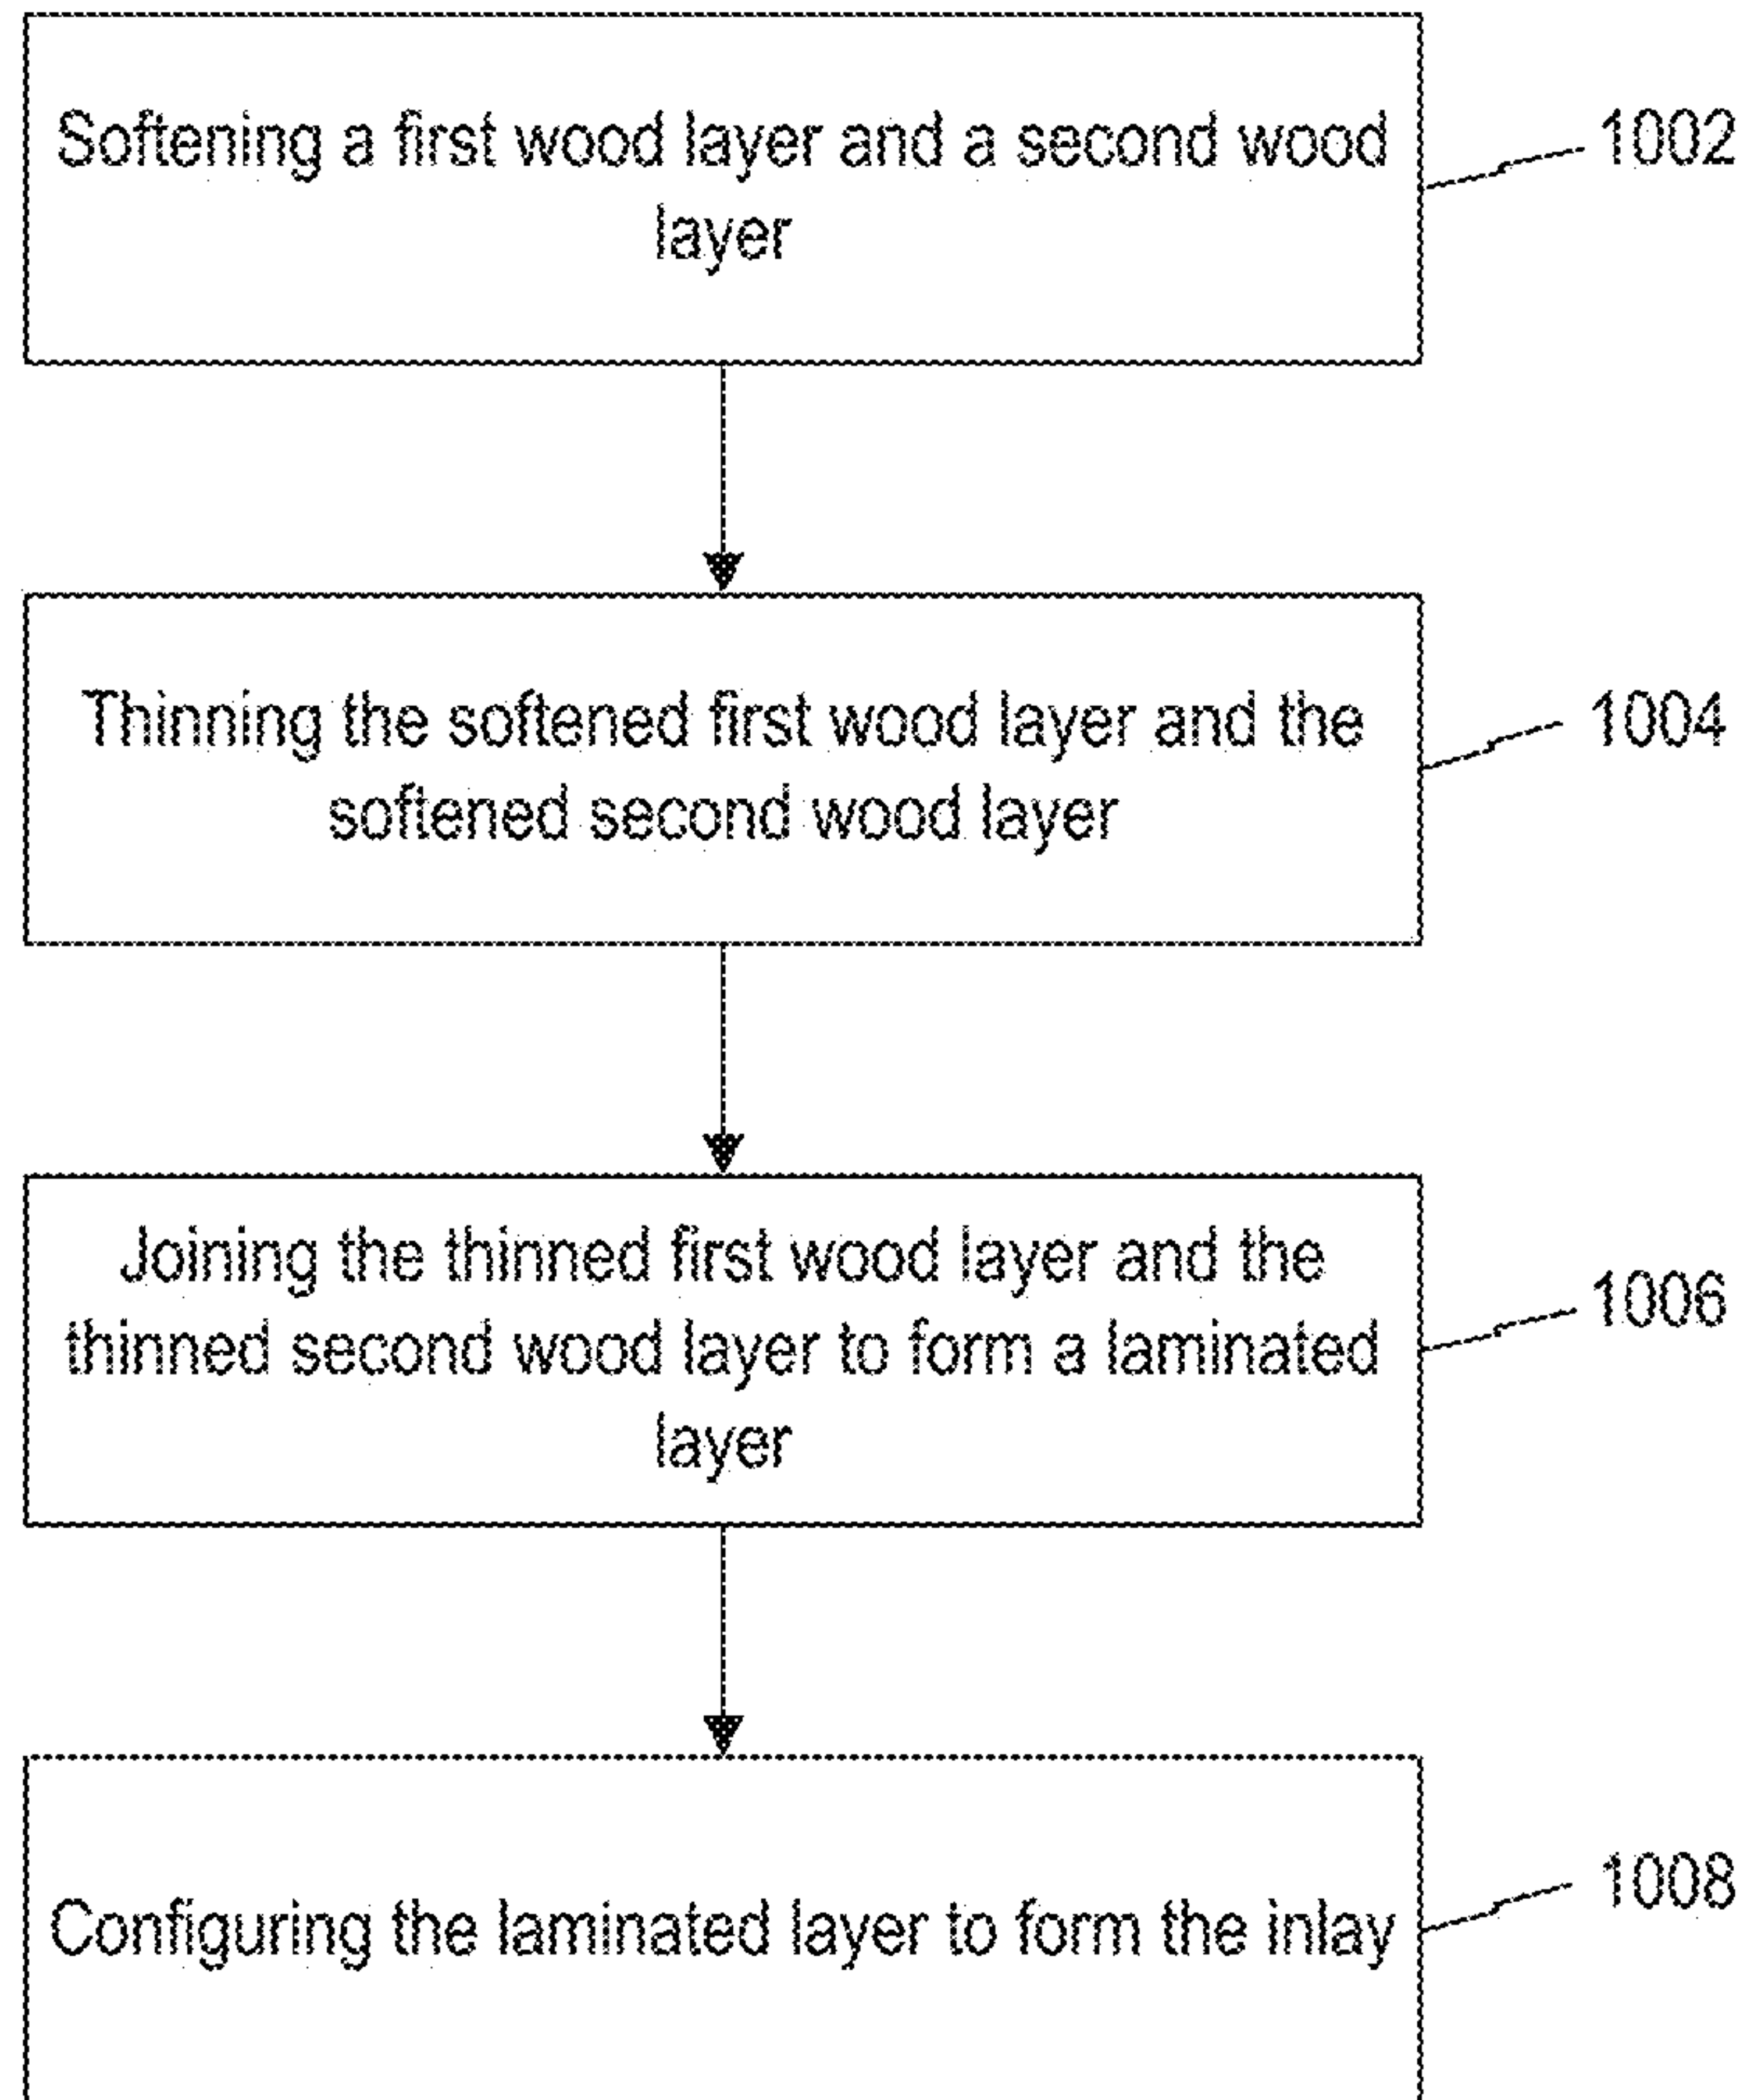 Softening a first wood layer and a second wood
layer
1002
Thinning the softened first wood layer and the
softened second wood layer
1004
Joining the thinned first wood layer and the
thinned second wood layer to form a laminated
layer
1006
Configuring the laminated layer to form the inlay
1008